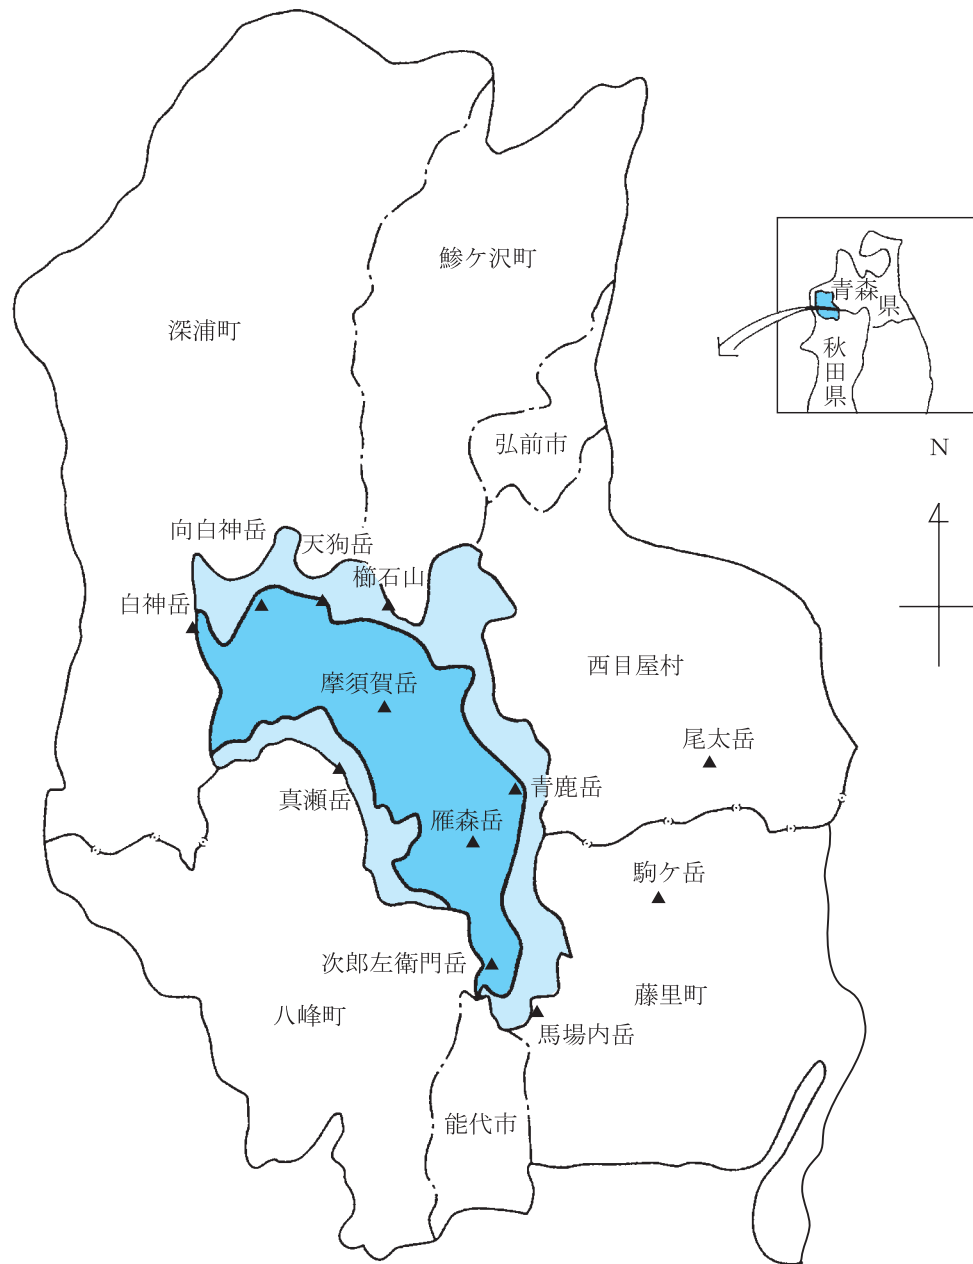 鯵ケ沢町
深浦町
青森県
秋田県
弘前市
N
向白神岳
天狗岳
櫛石山
白神岳
西目屋村
摩須賀岳
尾太岳
青鹿岳
真瀬岳
雁森岳
駒ケ岳
次郎左衛門岳
藤里町
八峰町
馬場内岳
能代市